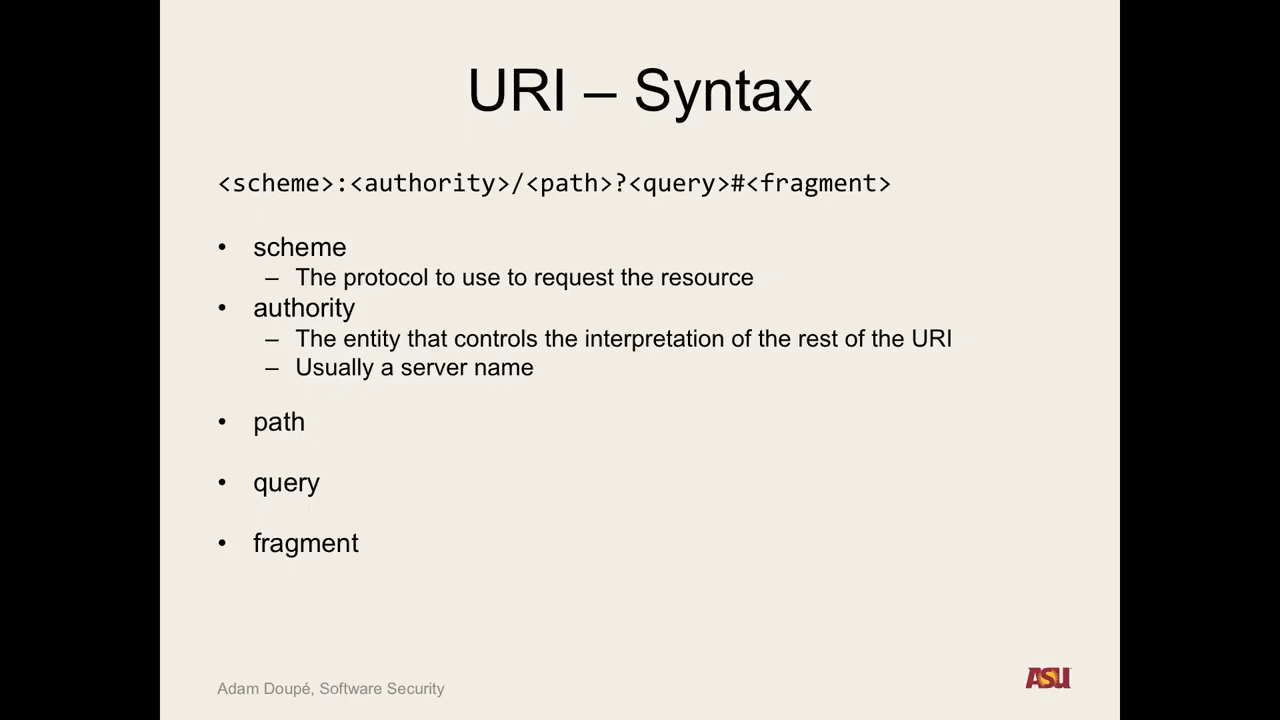 URI – Syntax
<scheme>:<authority>/<path>?<query>#<fragment>
• scheme
– The protocol to use to request the resource
• authority
– The entity that controls the interpretation of the rest of the URI
– Usually a server name
• path
• query
• fragment
Adam Doupé, Software Security
ASU